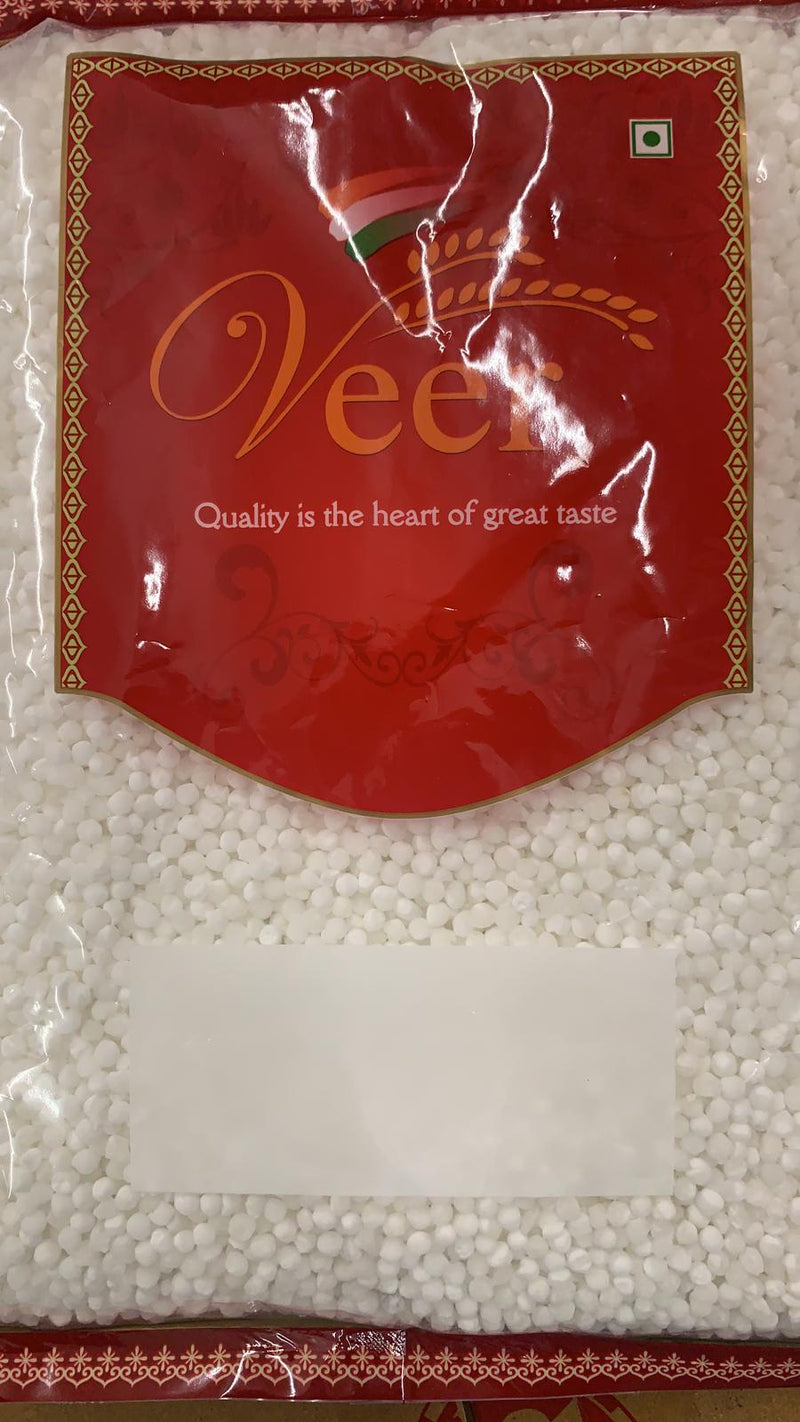 Veer
Quality is the heart of great taste